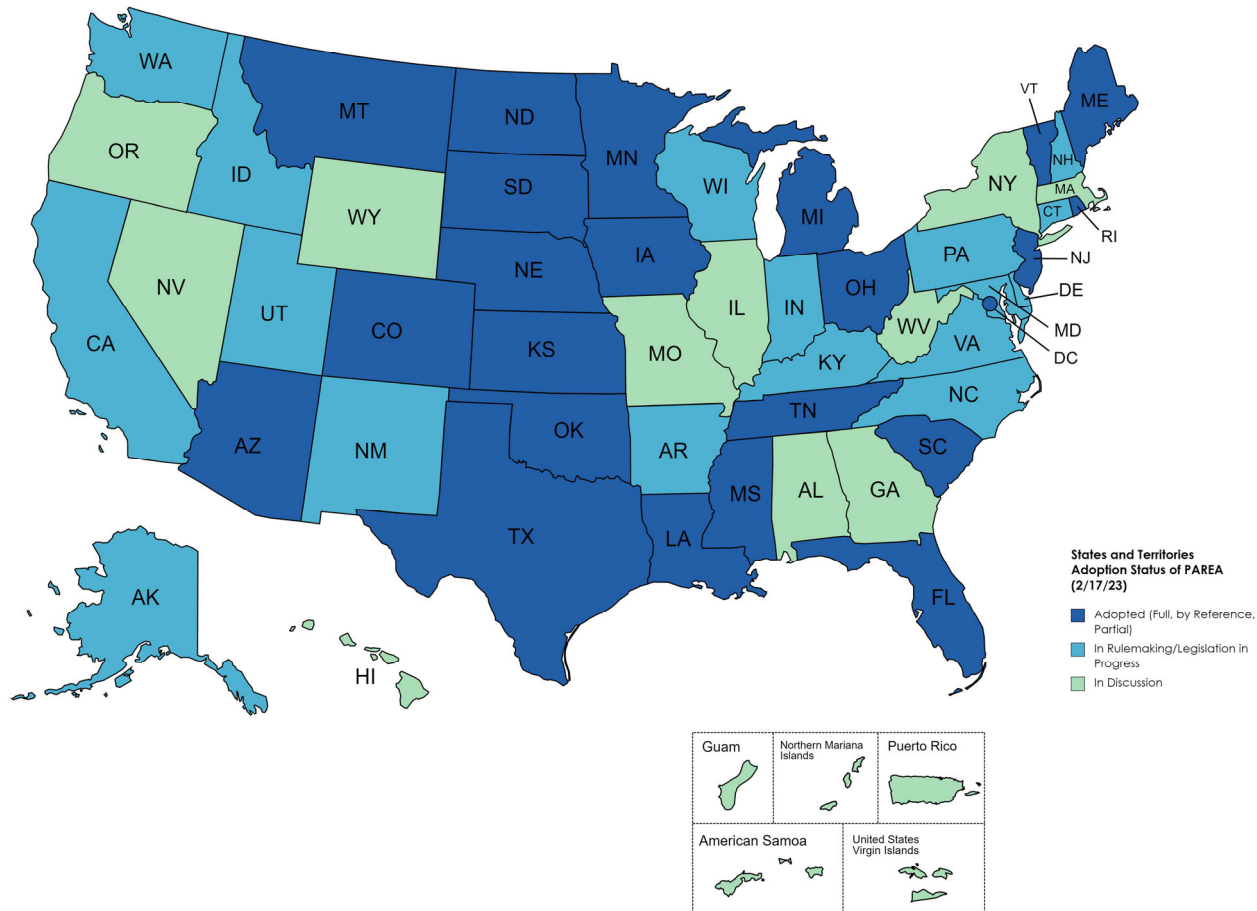 WA
MT
ND
MN
VT
ME
OR
ID
SD
WI
NH
NY
WY
MI
MA
CT
RI
IA
PA
NJ
NE
NV
OH
DE
UT
IL
IN
CO
WV
MD
CA
KS
MO
VA
KY
DC
NC
TN
OK
AZ
NM
AR
SC
MS
AL
GA
TX
LA
States and Territories
Adoption Status of PAREA
(2/17/23)
FL
AK
Adopted (Full, by Reference,
Partial)
In Rulemaking/Legislation in
Progress
HI
In Discussion
Guam
Northern Mariana
Islands
Puerto Rico
American Samoa
United States
Virgin Islands